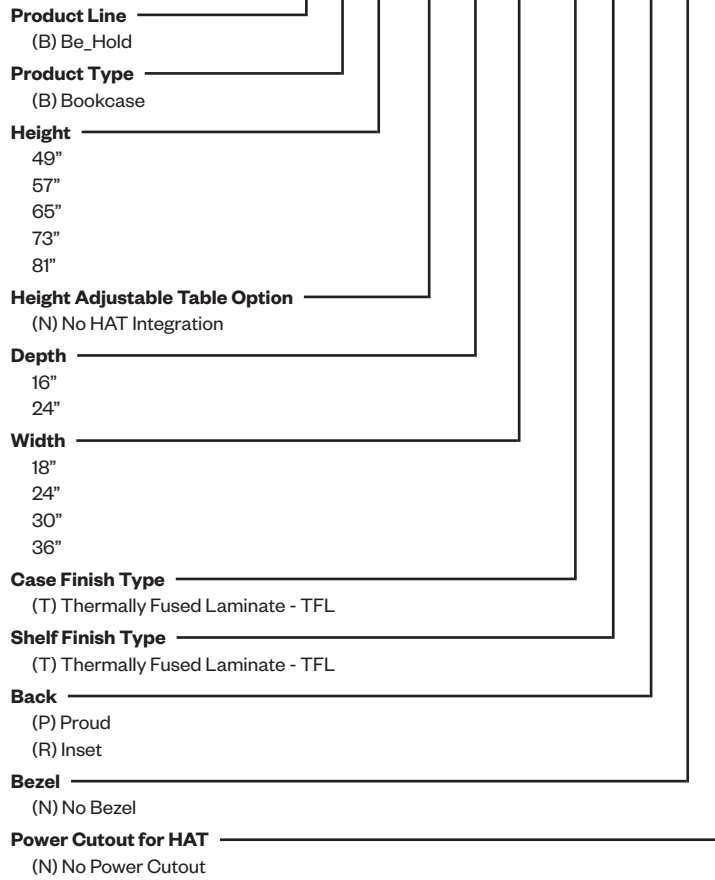 Product Line
(B) Be_Hold
Product Type
(B) Bookcase
Height
49”
57”
65”
73”
81”
Height Adjustable Table Option
(N) No HAT Integration
Depth
16”
24”
Width
18”
24”
30”
36”
Case Finish Type
(T) Thermally Fused Laminate - TFL
Shelf Finish Type
(T) Thermally Fused Laminate - TFL
Back
(P) Proud
(R) Inset
Bezel
(N) No Bezel
Power Cutout for HAT
(N) No Power Cutout